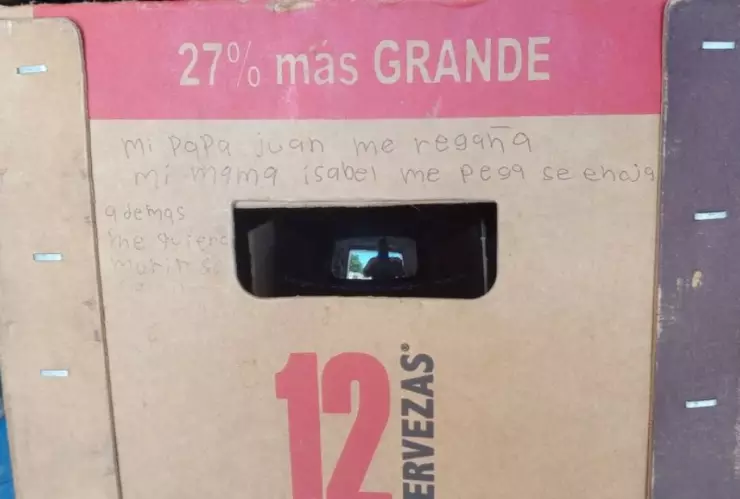 27% más GRANDE
mi papa juan me regaña
mi mama isabel me pega se enoja
ademas
me quiero
morir
12
ERVEZAS®